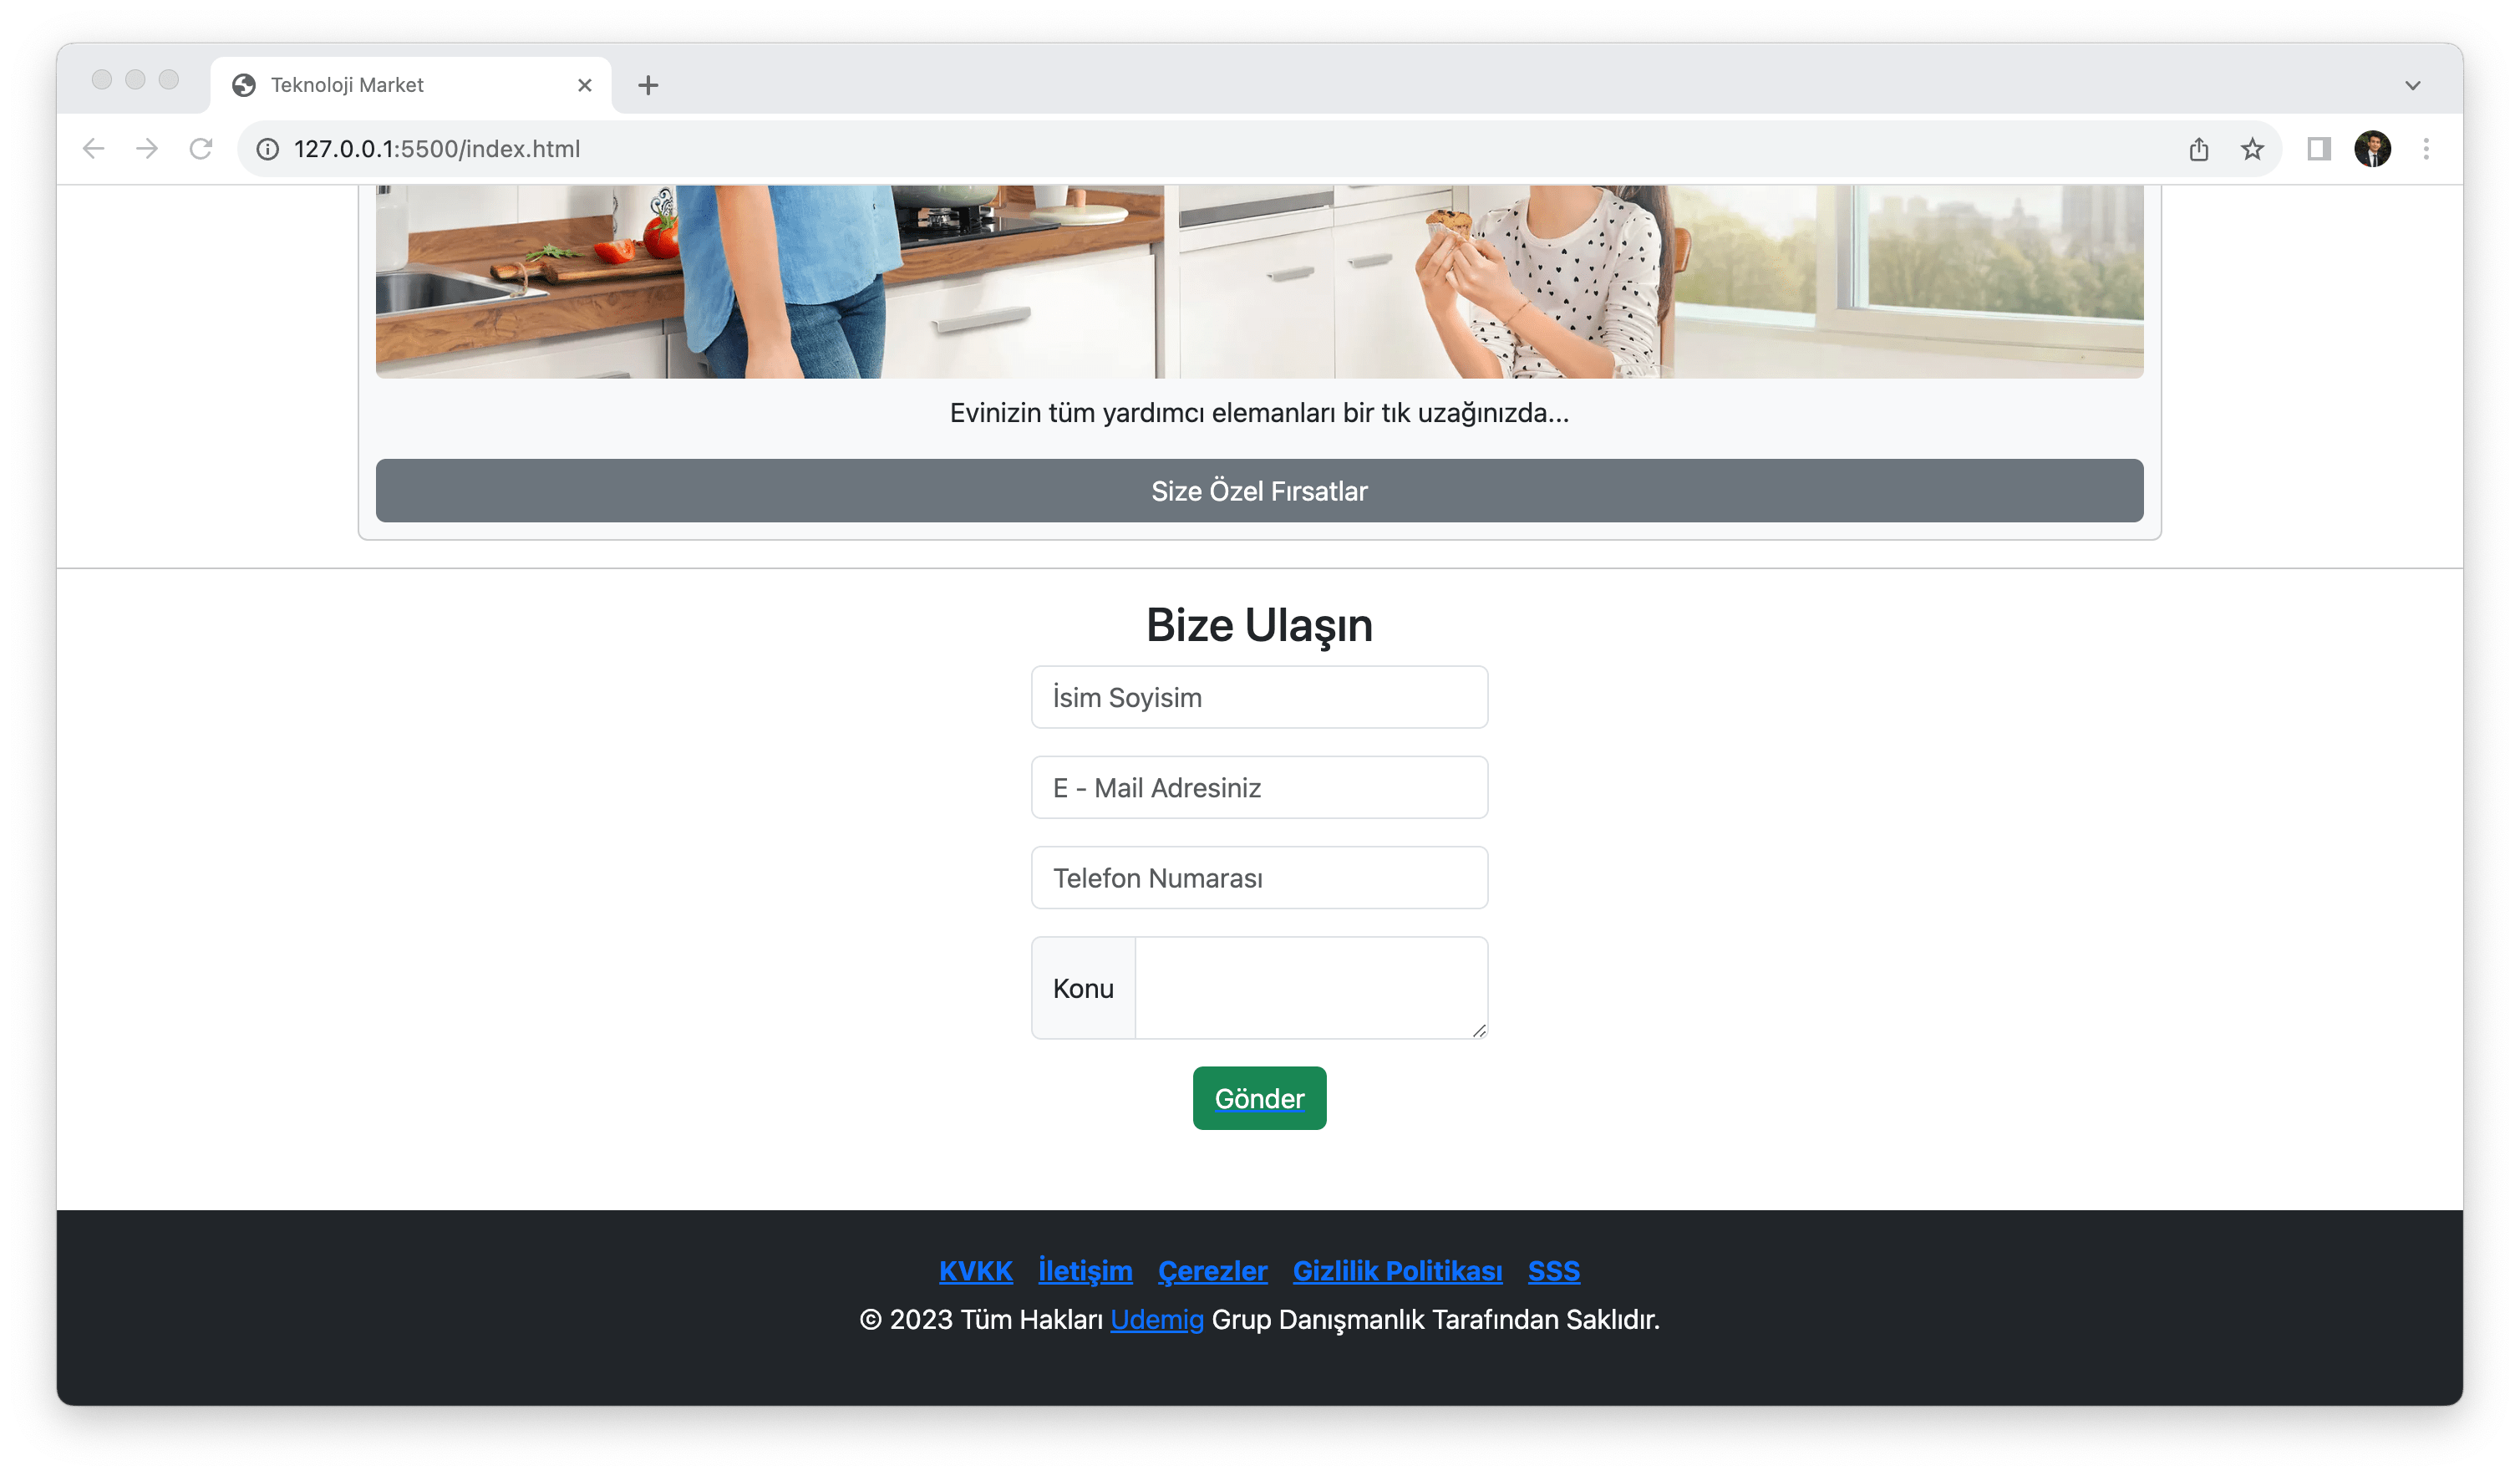 Teknoloji Market
127.0.0.1:5500/index.html
Evinizin tüm yardımcı elemanları bir tık uzağınızda...
Size Özel Fırsatlar
Bize Ulaşın
İsim Soyisim
E - Mail Adresiniz
Telefon Numarası
Konu
Gönder
KVKK İletişim Çerezler Gizlilik Politikası SSS
© 2023 Tüm Hakları Udemig Grup Danışmanlık Tarafından Saklıdır.